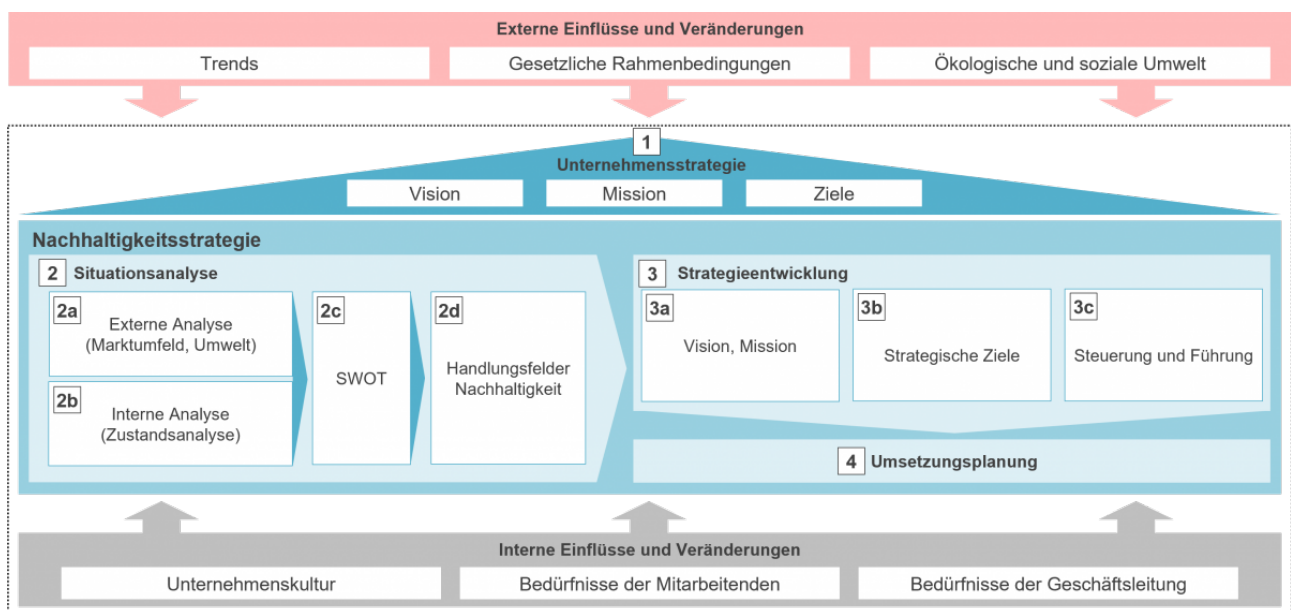 Externe Einflüsse und Veränderungen
Trends
Gesetzliche Rahmenbedingungen
Ökologische und soziale Umwelt
1
Unternehmensstrategie
Vision
Mission
Ziele
Nachhaltigkeitsstrategie
2 Situationsanalyse
2a
Externe Analyse
(Marktumfeld, Umwelt)
2b
Interne Analyse
(Zustandsanalyse)
2c
SWOT
2d
Handlungsfelder
Nachhaltigkeit
3 Strategieentwicklung
3a
Vision, Mission
3b
Strategische Ziele
3c
Steuerung und Führung
4 Umsetzungsplanung
Interne Einflüsse und Veränderungen
Unternehmenskultur
Bedürfnisse der Mitarbeitenden
Bedürfnisse der Geschäftsleitung